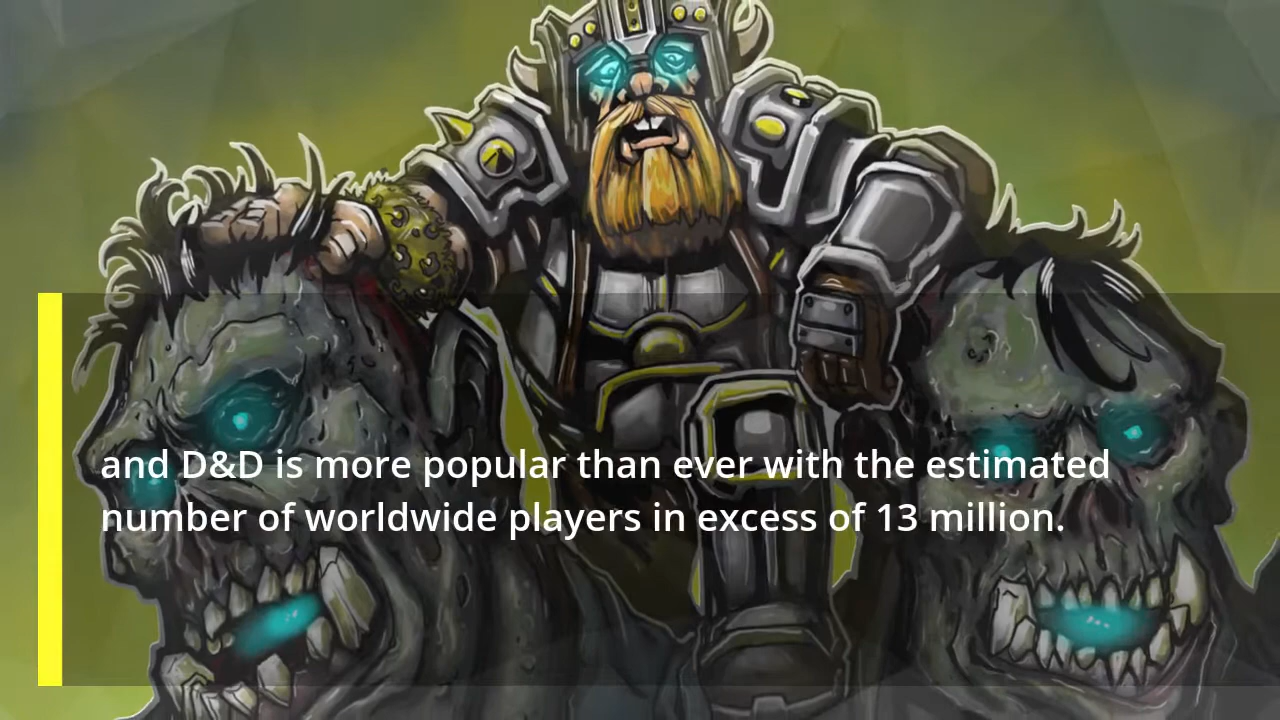 and D&D is more popular than ever with the estimated
number of worldwide players in excess of 13 million.